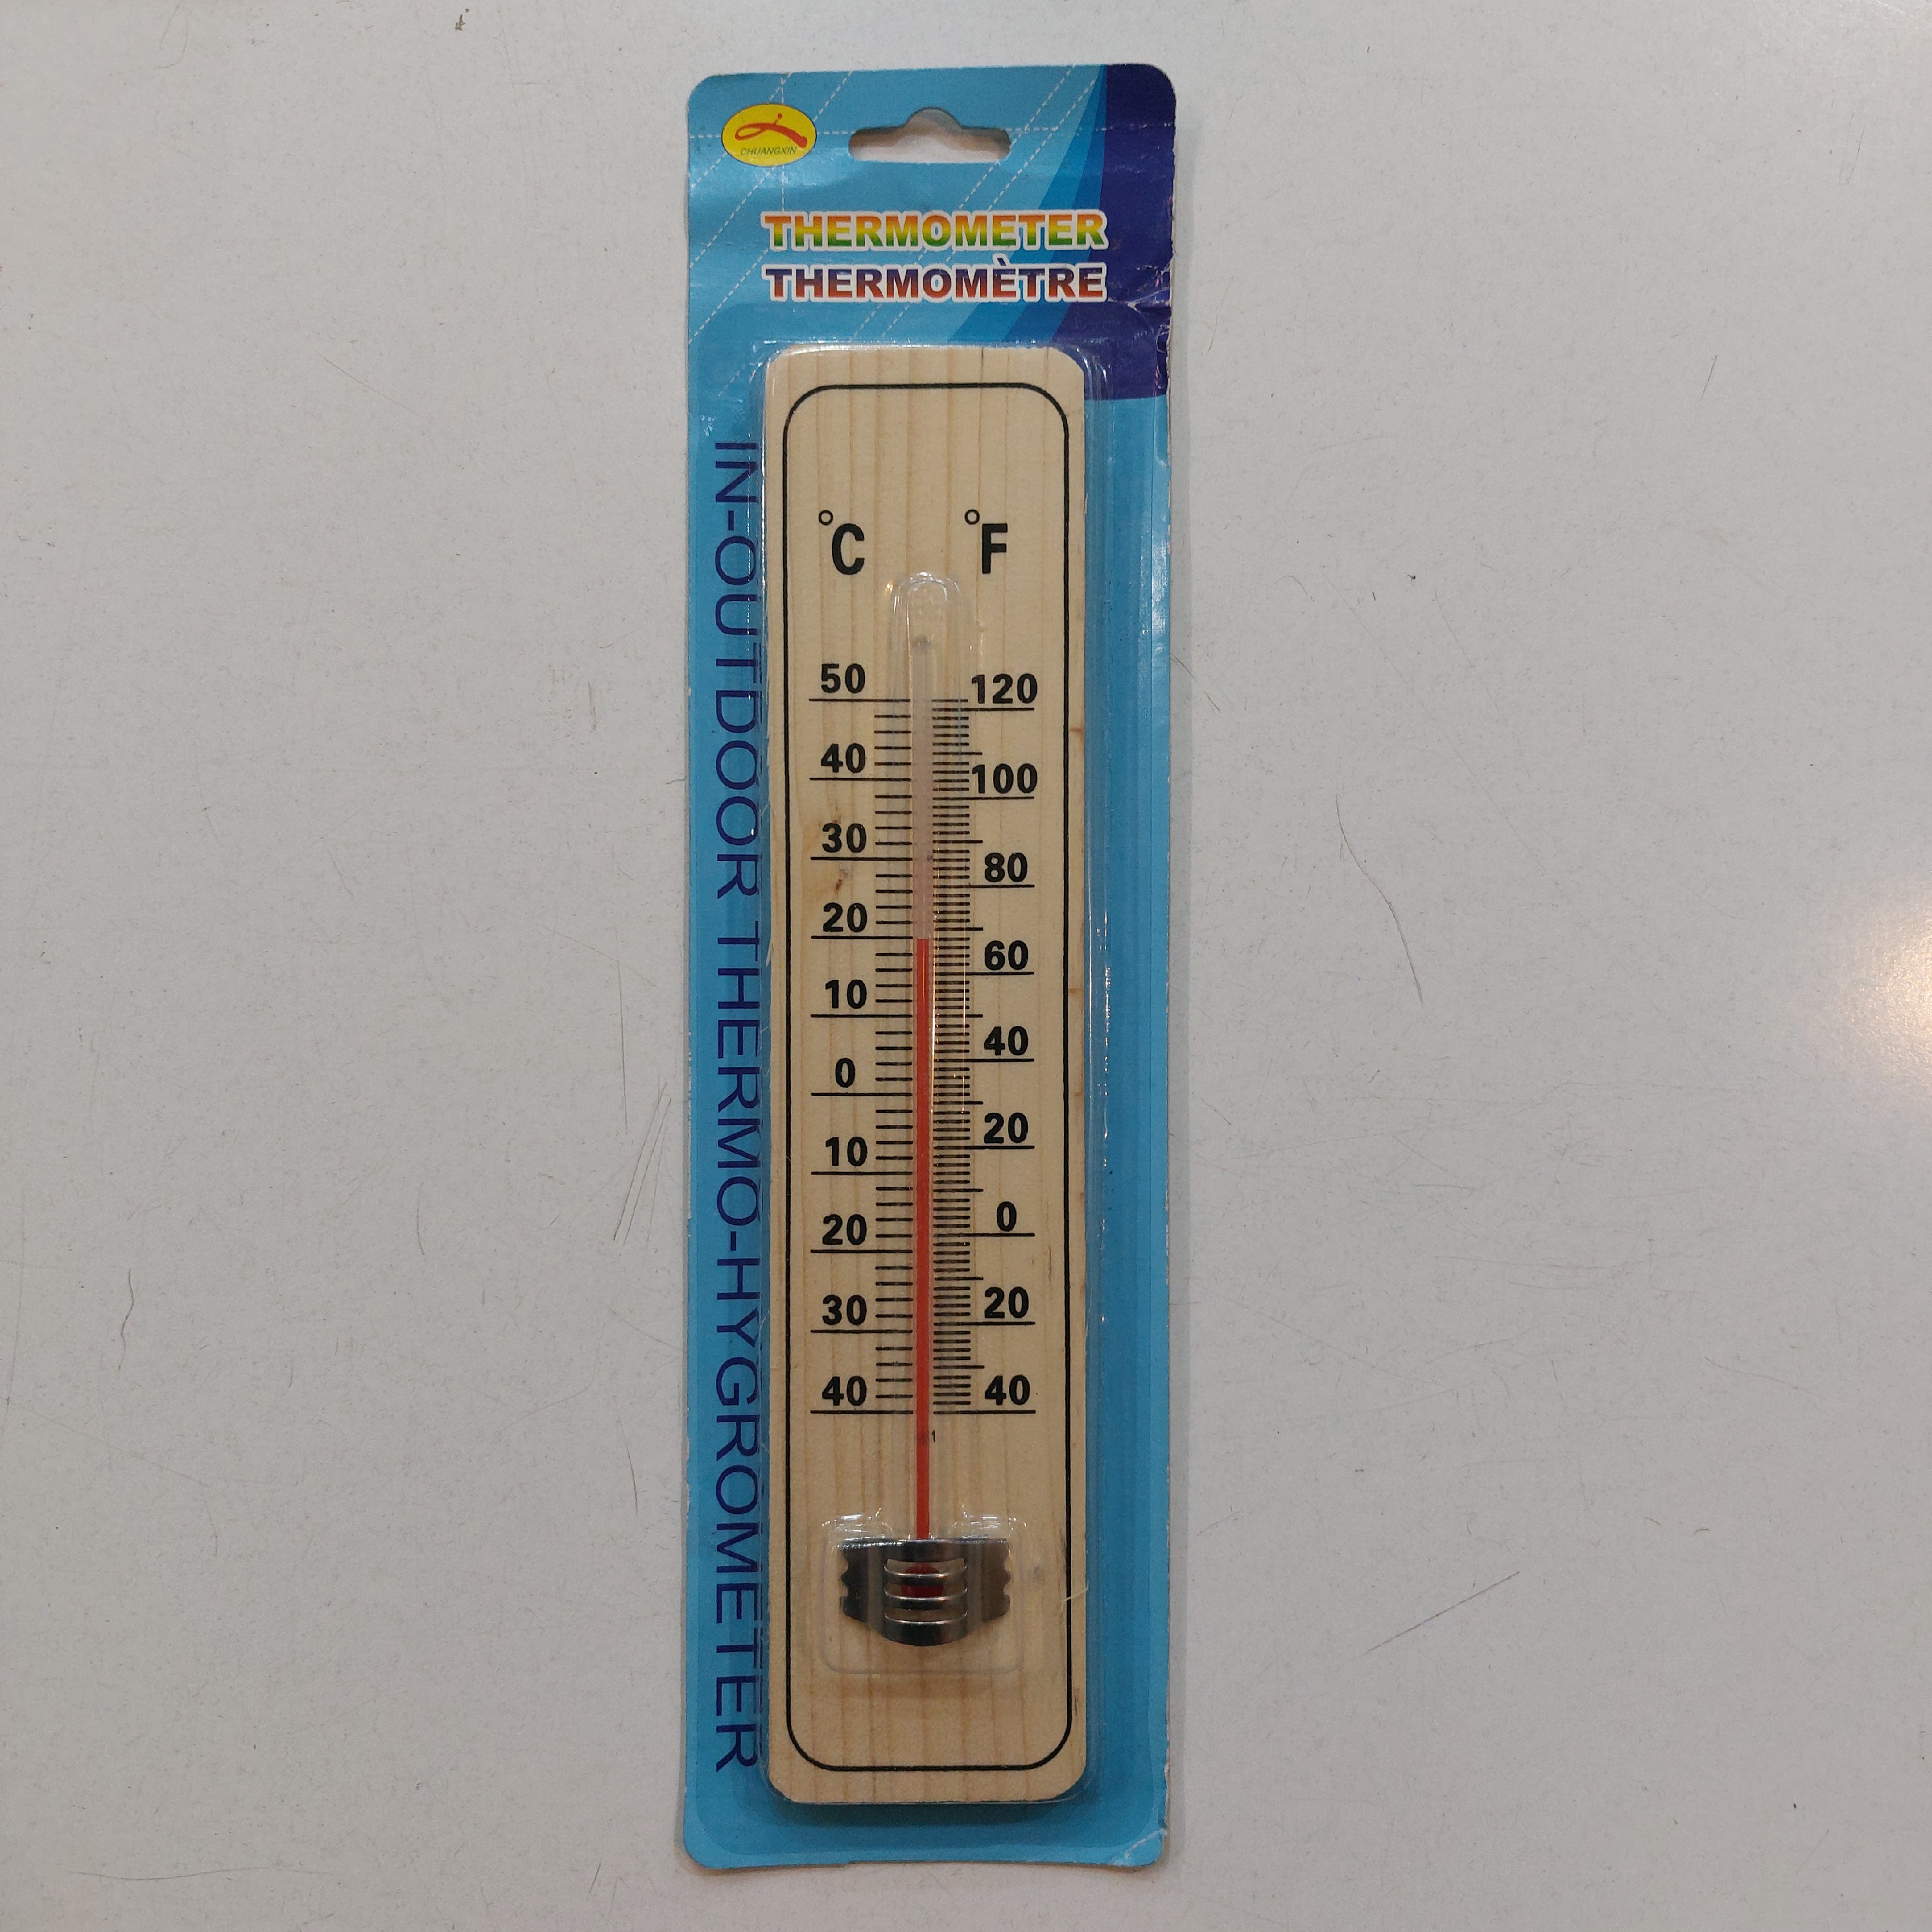 CHUANGXIN
THERMOMETER
THERMOMÈTRE
IN-OUTDOOR THERMO-HYGROMETER
°C °F
50 120
40 100
30 80
20 60
10 40
0 20
10 0
20 20
30 40
40
1